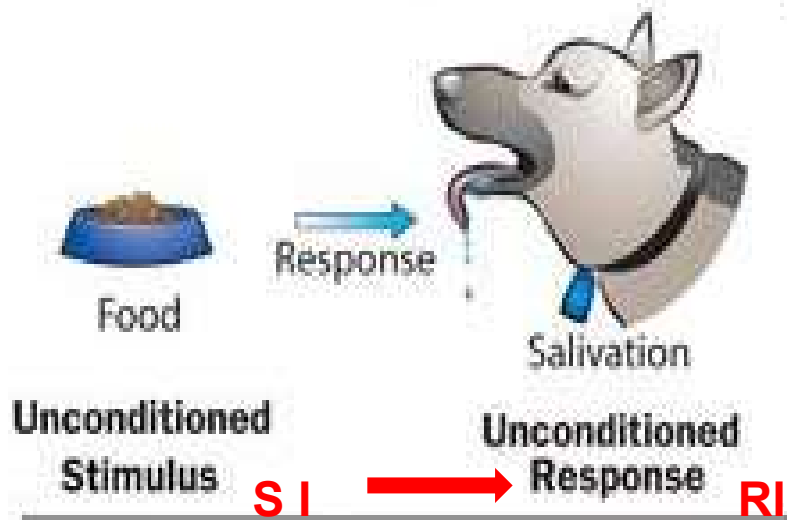 Food
Response
Salivation
Unconditioned
Stimulus
S I
Unconditioned
Response
RI